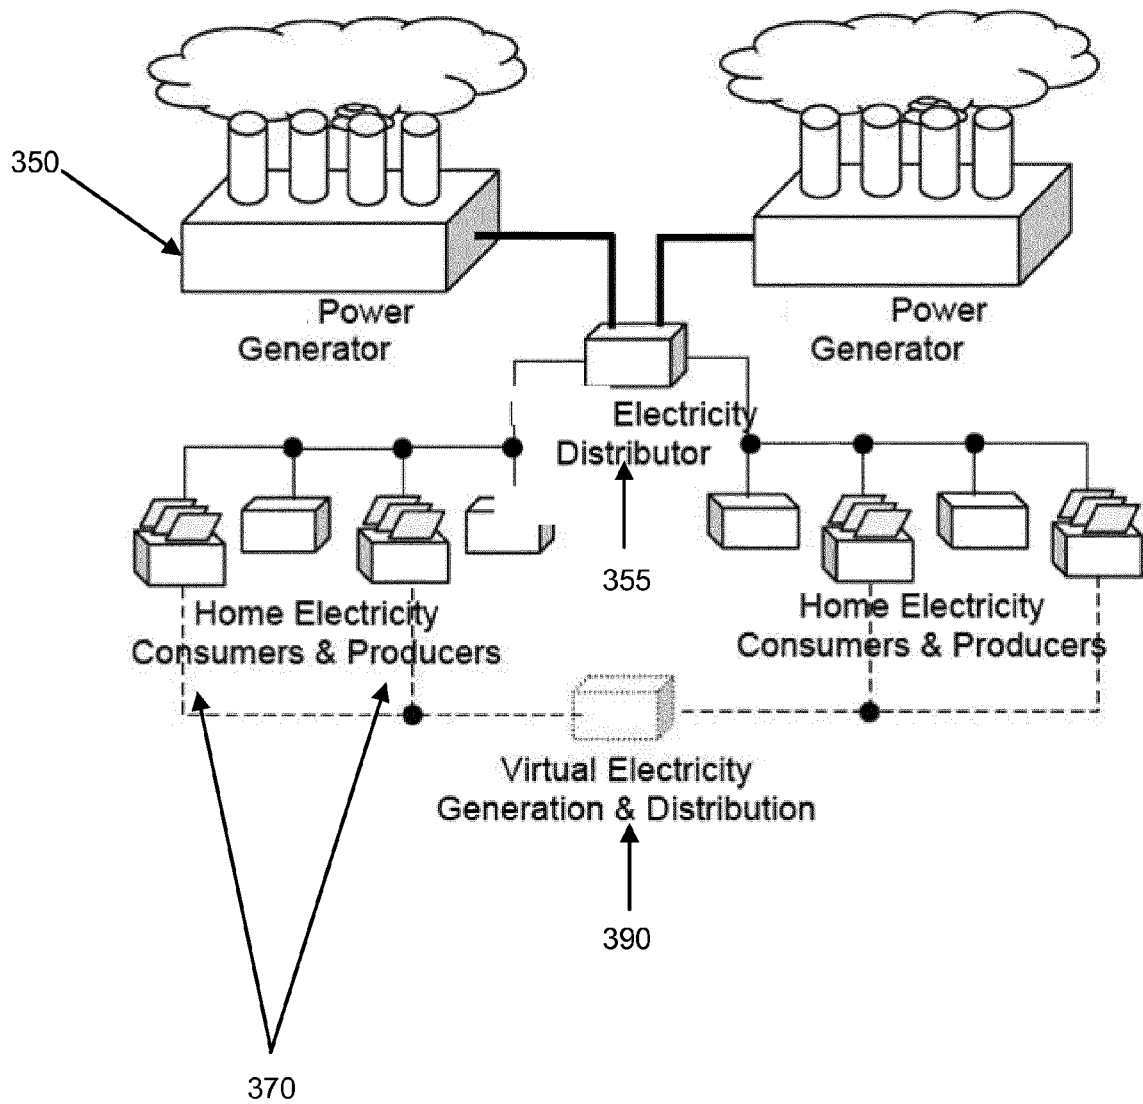 350
Power
Generator
Power
Generator
Electricity
Distributor
355
Home Electricity
Consumers & Producers
Home Electricity
Consumers & Producers
Virtual Electricity
Generation & Distribution
390
370